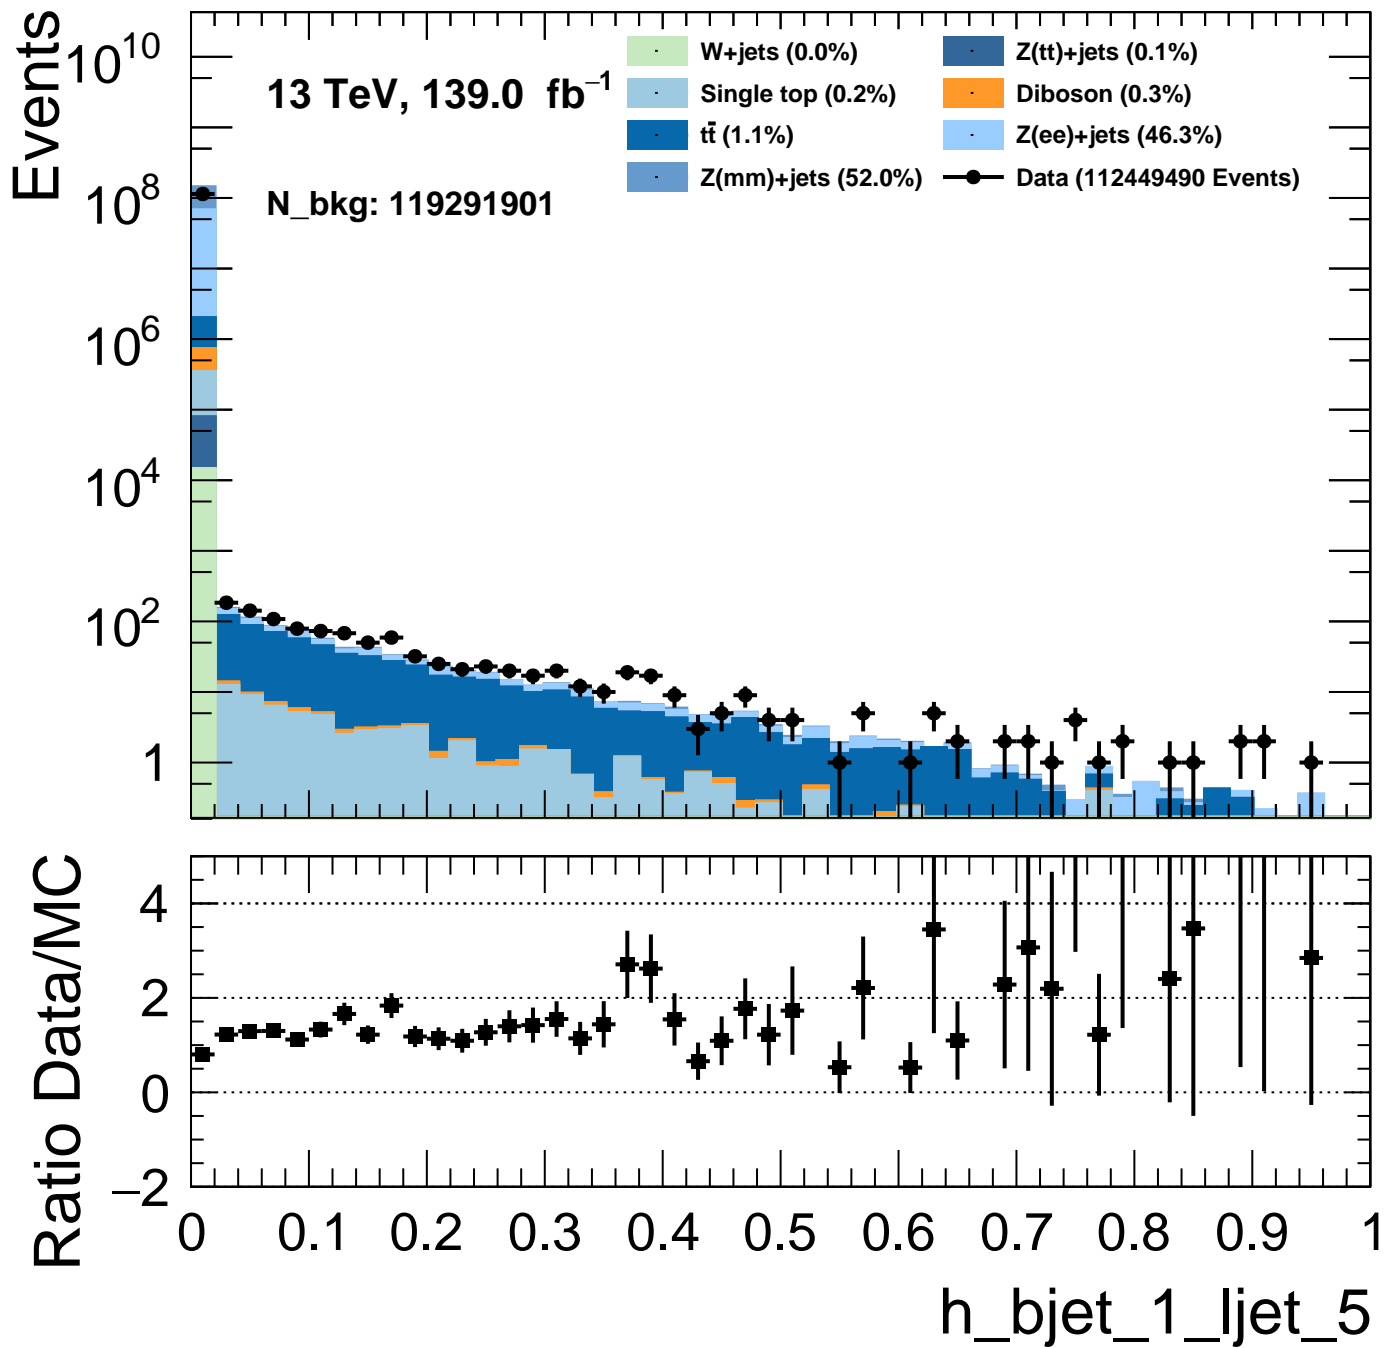 Events
10^10
10^8
10^6
10^4
10^2
1
13 TeV, 139.0 fb^−1
N_bkg: 119291901
W+jets (0.0%)
Single top (0.2%)
tt̄ (1.1%)
Z(mm)+jets (52.0%)
Z(tt)+jets (0.1%)
Diboson (0.3%)
Z(ee)+jets (46.3%)
Data (112449490 Events)
Ratio Data/MC
4
2
0
−2
0 0.1 0.2 0.3 0.4 0.5 0.6 0.7 0.8 0.9 1
h_bjet_1_ljet_5